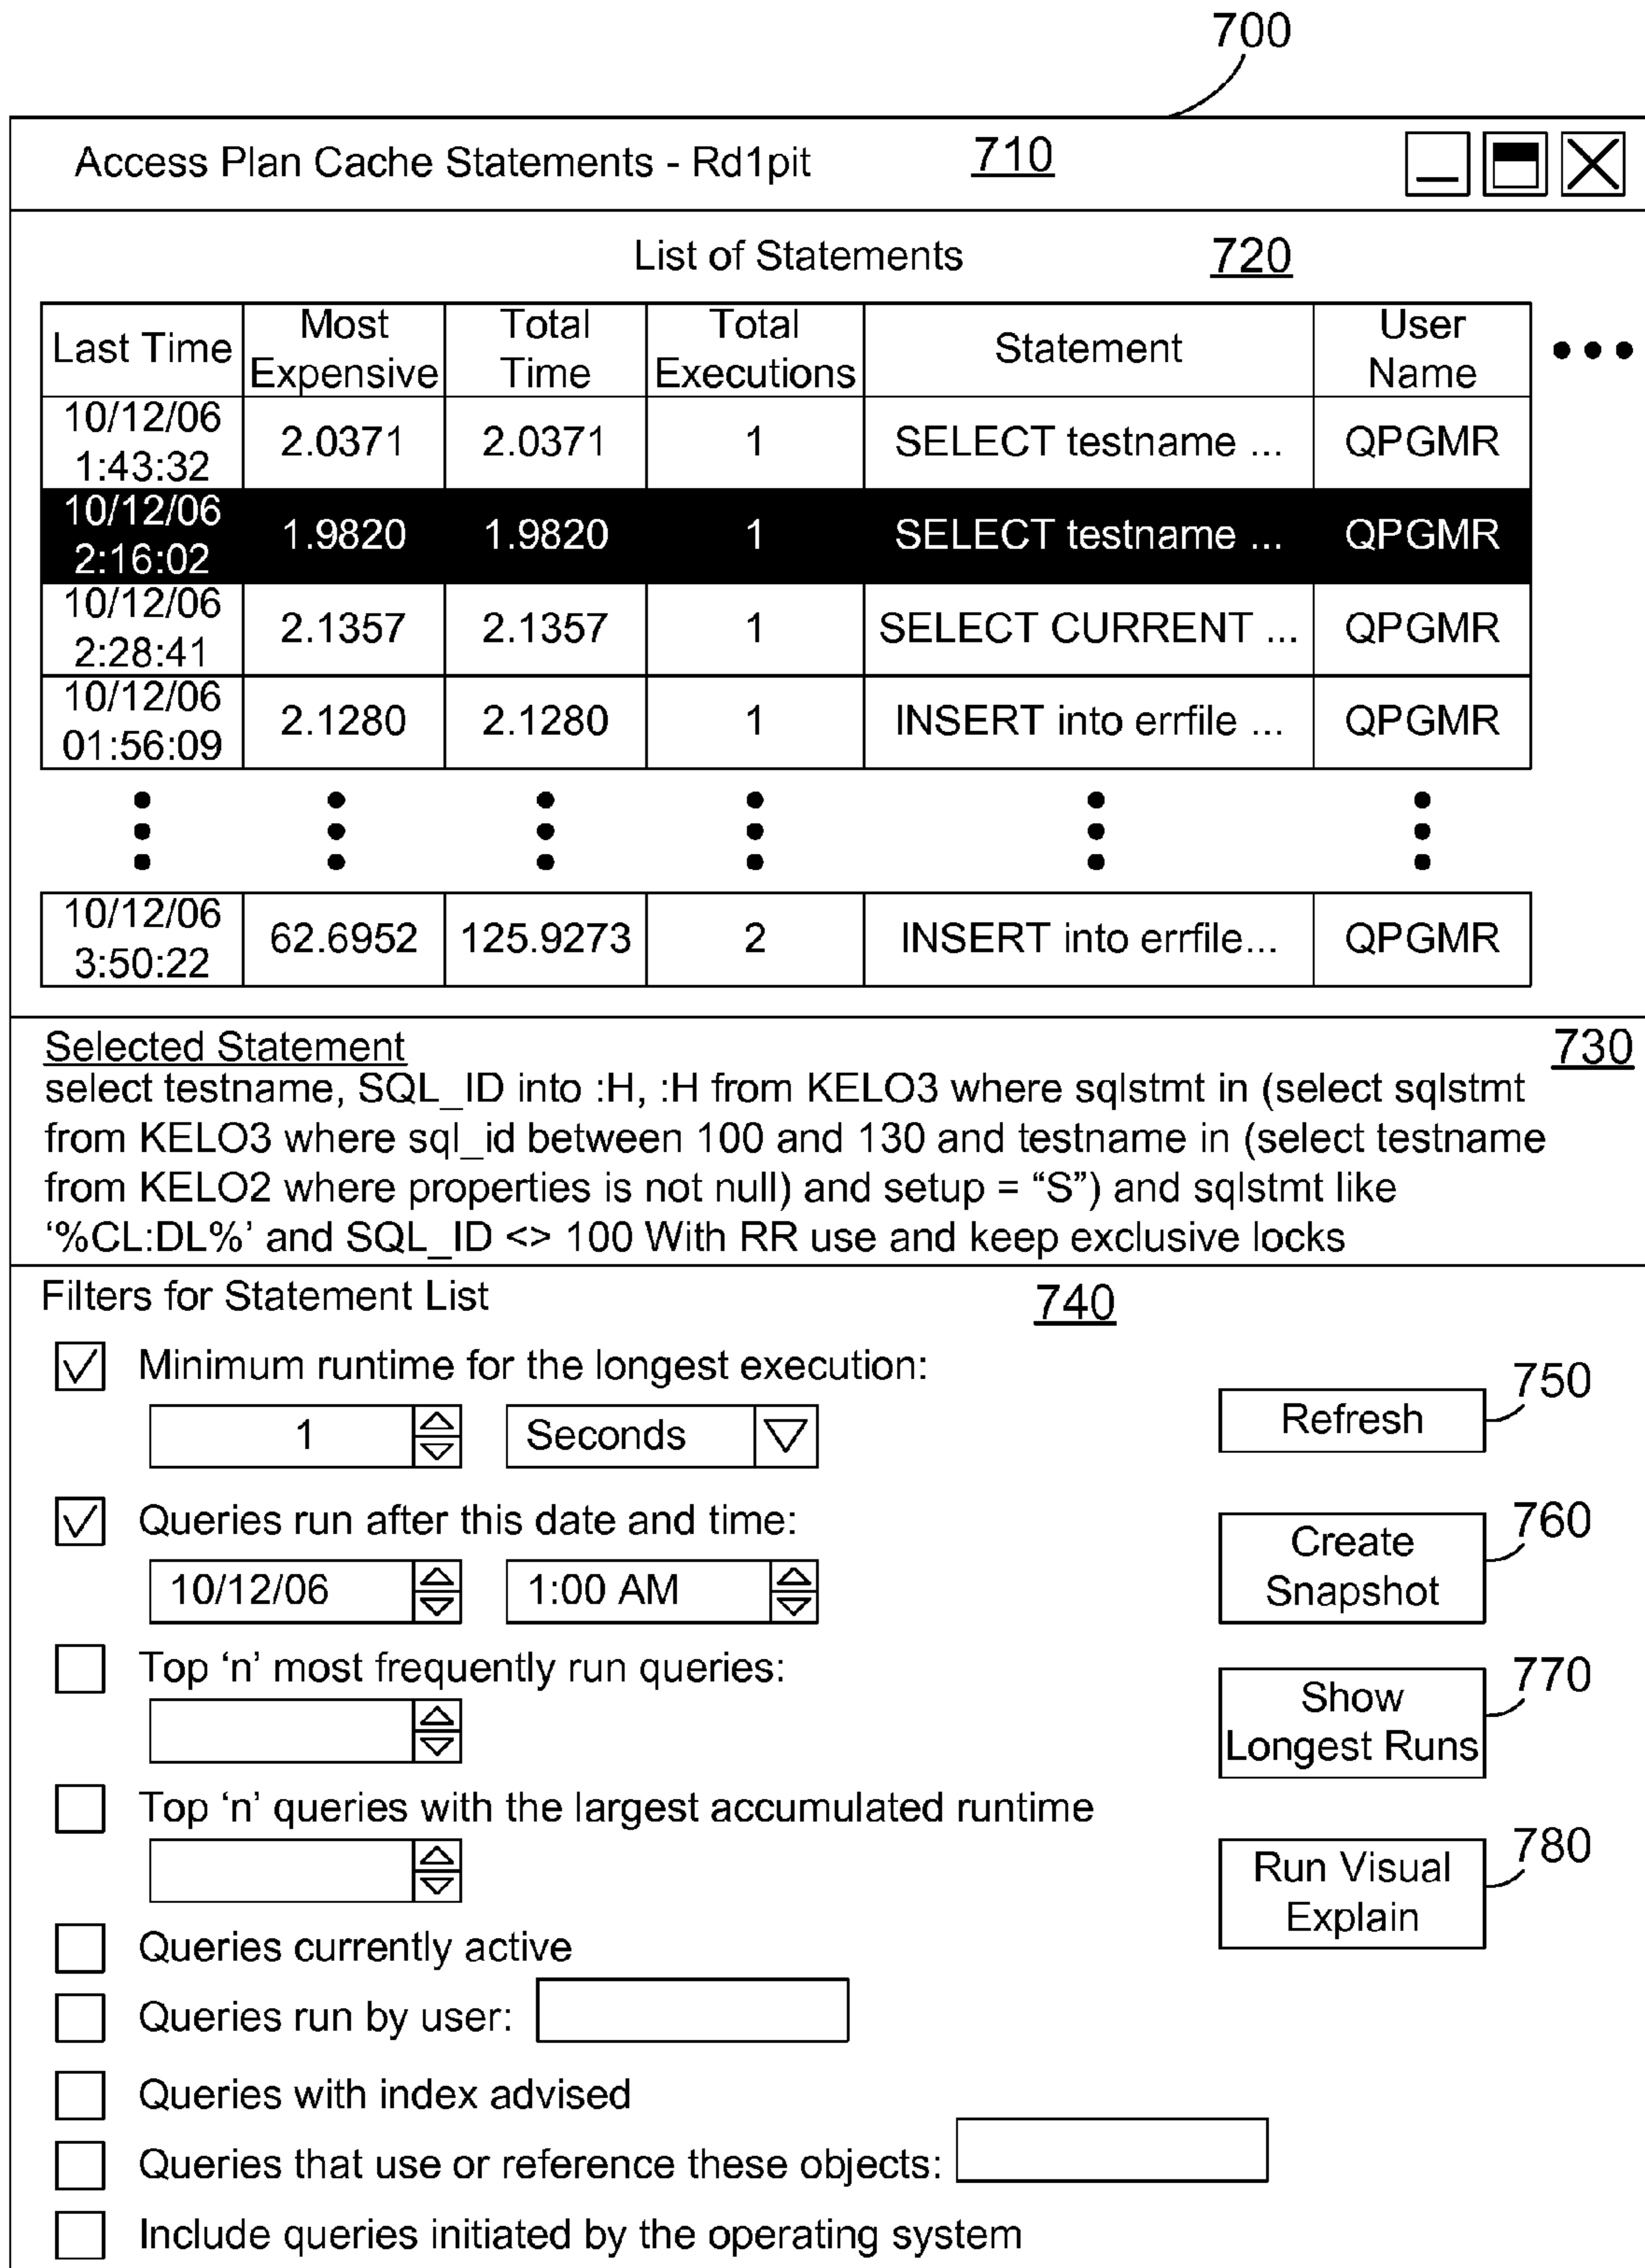 700
Access Plan Cache Statements - Rd1pit 710
List of Statements 720
Last Time Most Expensive Total Time Total Executions Statement User Name •••
10/12/06 1:43:32 2.0371 2.0371 1 SELECT testname ... QPGMR
10/12/06 2:16:02 1.9820 1.9820 1 SELECT testname ... QPGMR
10/12/06 2:28:41 2.1357 2.1357 1 SELECT CURRENT ... QPGMR
10/12/06 01:56:09 2.1280 2.1280 1 INSERT into errfile ... QPGMR
10/12/06 3:50:22 62.6952 125.9273 2 INSERT into errfile... QPGMR
Selected Statement 730
select testname, SQL_ID into :H, :H from KELO3 where sqlstmt in (select sqlstmt
from KELO3 where sql_id between 100 and 130 and testname in (select testname
from KELO2 where properties is not null) and setup = “S”) and sqlstmt like
‘%CL:DL%’ and SQL_ID <> 100 With RR use and keep exclusive locks
Filters for Statement List 740
Minimum runtime for the longest execution:
1 Seconds
Refresh 750
Queries run after this date and time:
10/12/06 1:00 AM
Create Snapshot 760
Top ‘n’ most frequently run queries:
Show Longest Runs 770
Top ‘n’ queries with the largest accumulated runtime
Run Visual Explain 780
Queries currently active
Queries run by user:
Queries with index advised
Queries that use or reference these objects:
Include queries initiated by the operating system